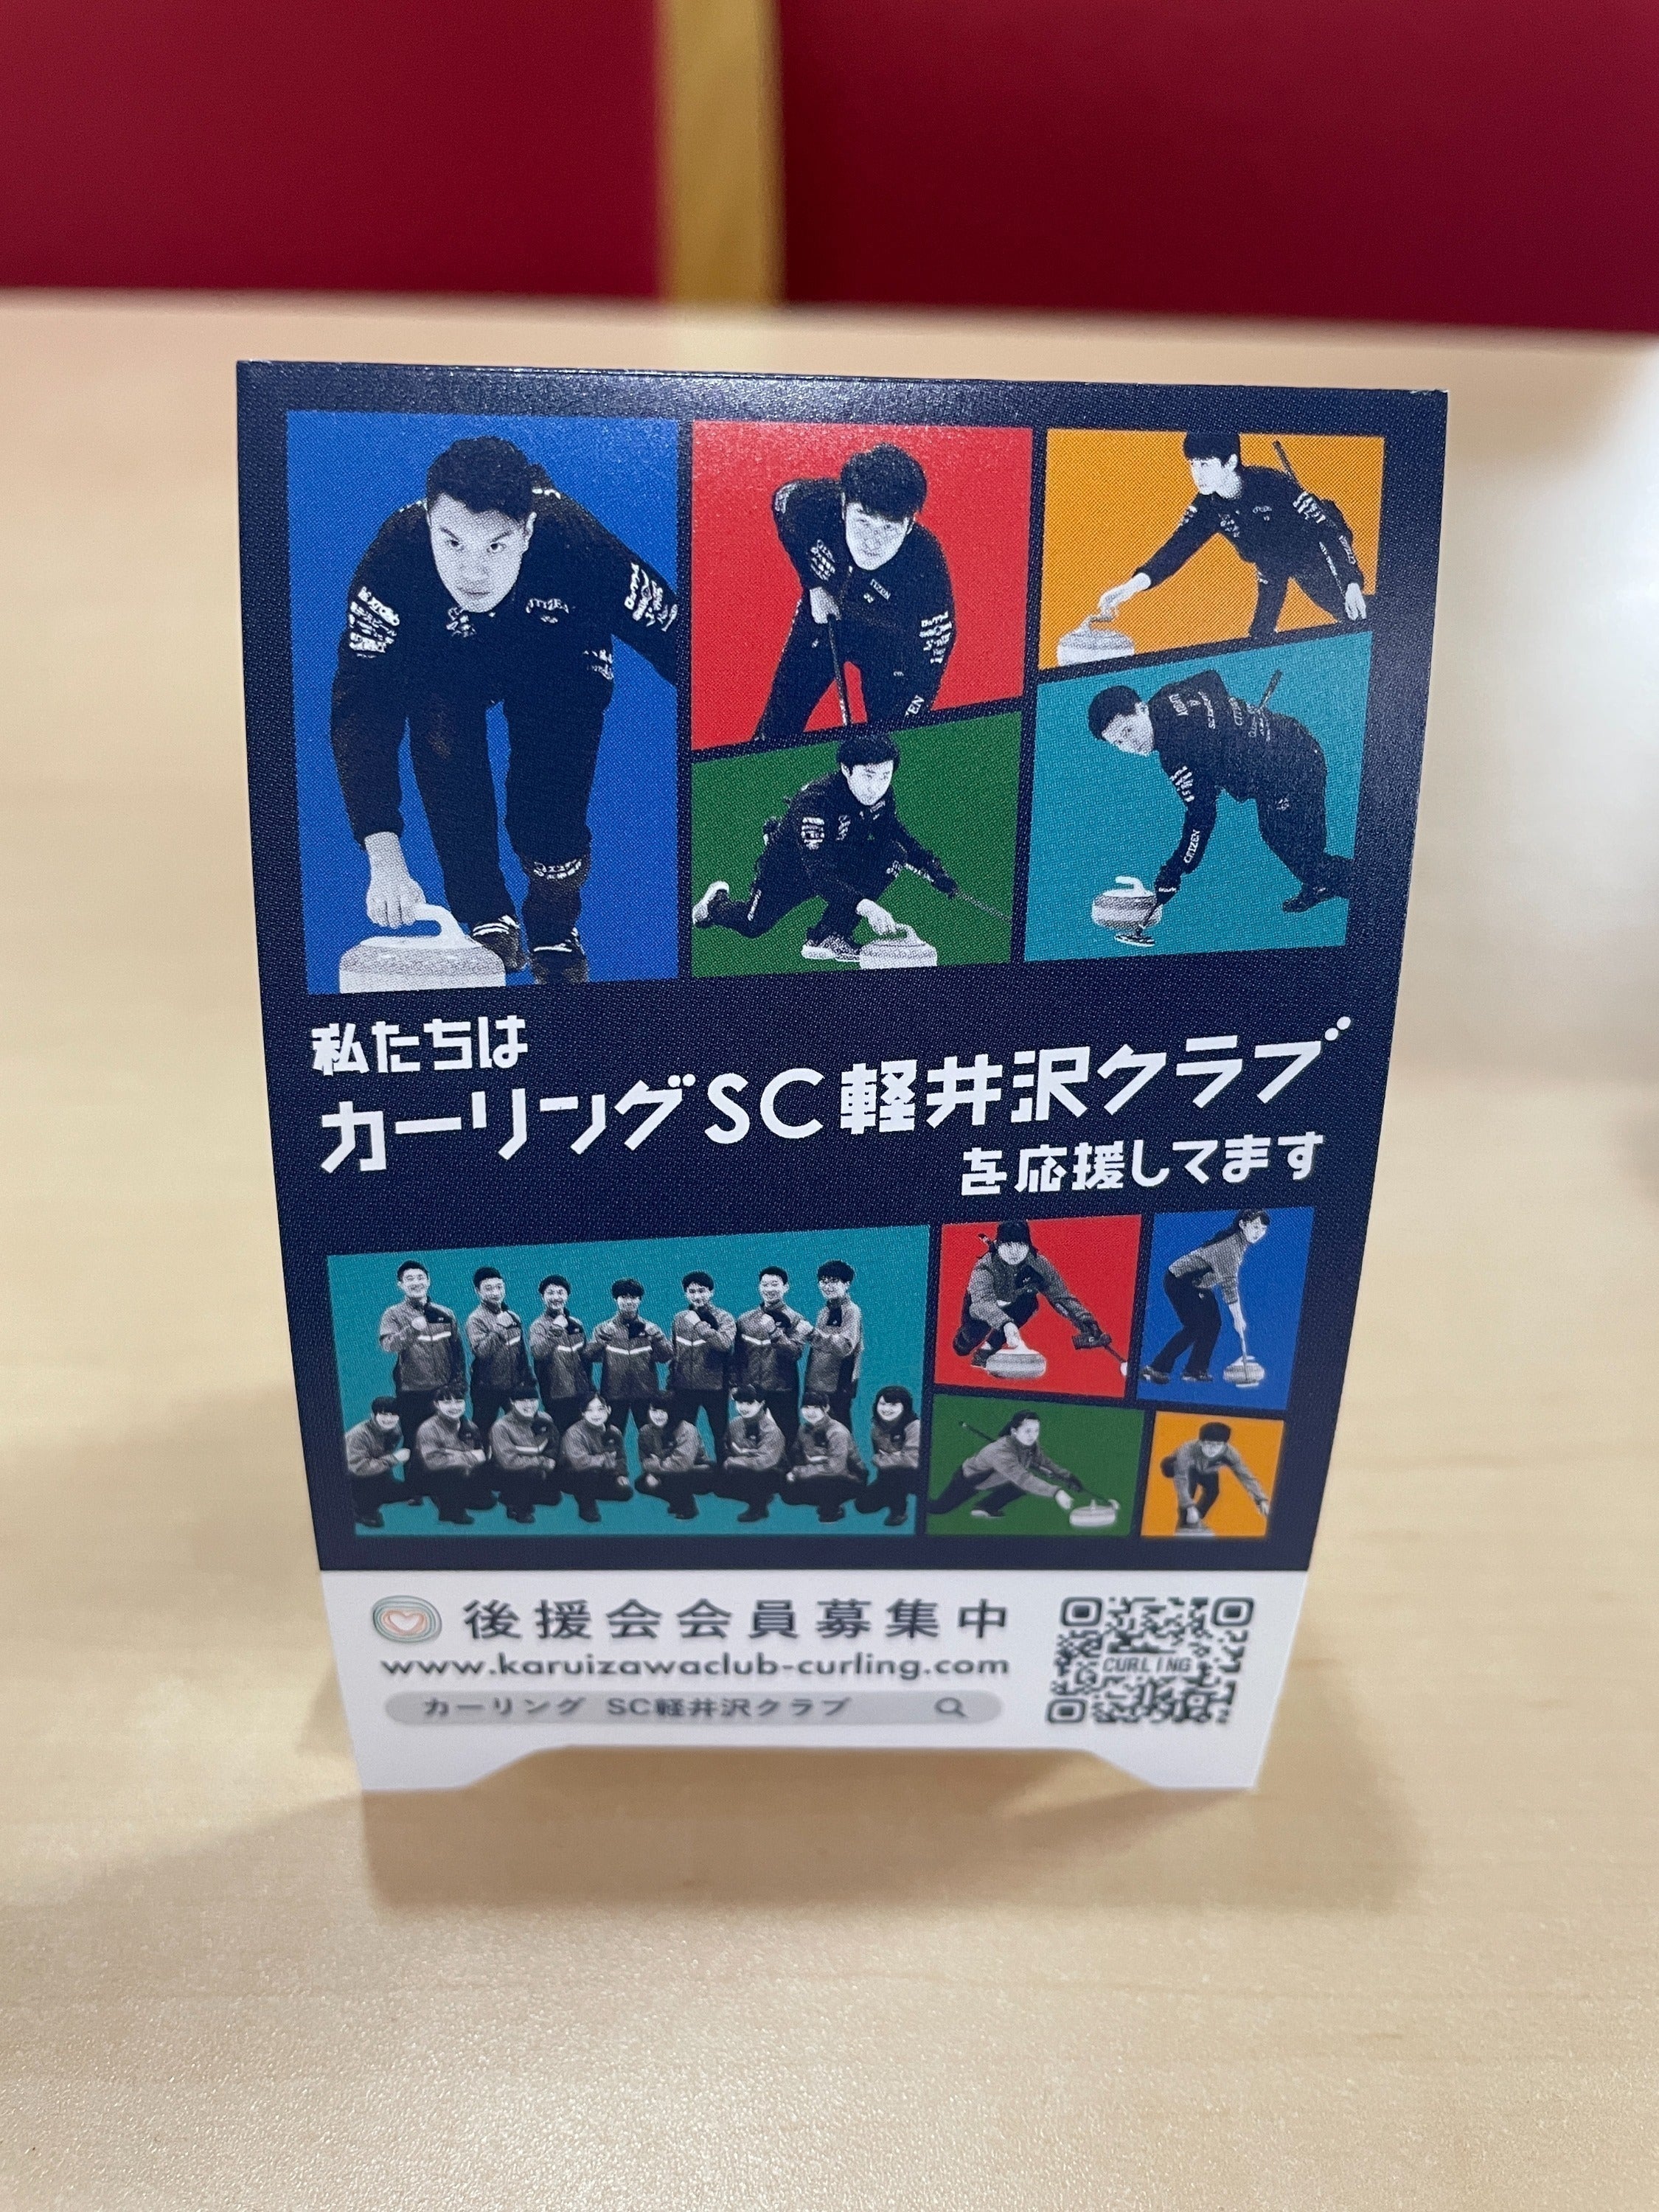 私たちは
カーリングSC軽井沢クラブ
を応援してます
後援会会員募集中
www.karuizawaclub-curling.com
カーリング SC軽井沢クラブ
CURLING
CITIZEN